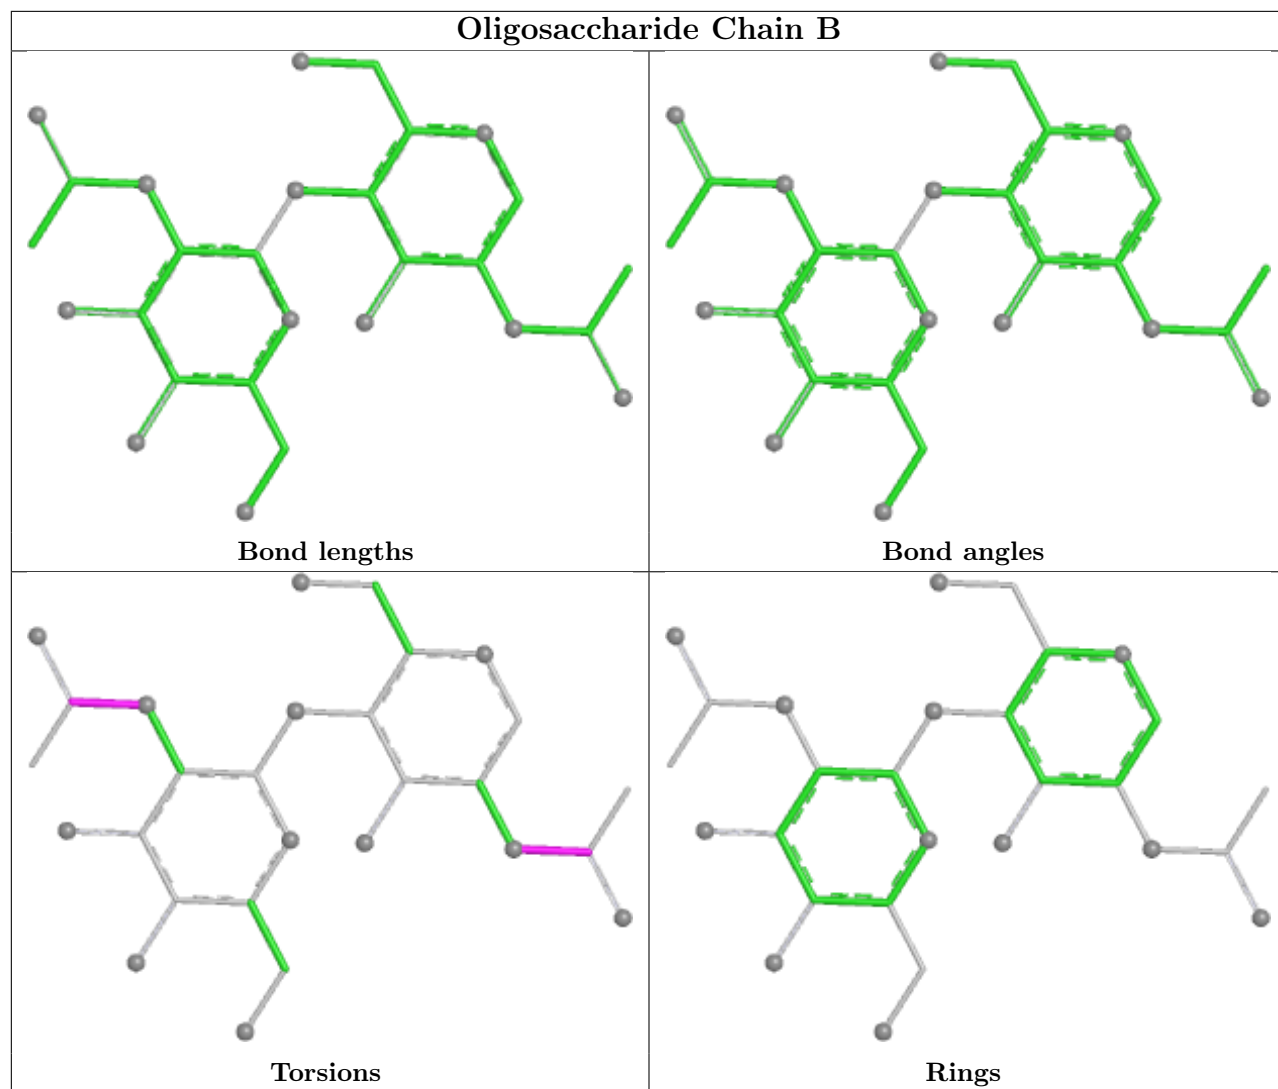 Oligosaccharide Chain B
Bond lengths
Bond angles
Torsions
Rings